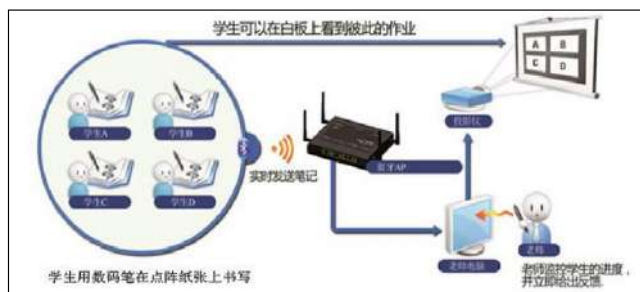 学生可以在白板上看到彼此的作业
A B
C D
投影仪
学生A 学生B
蓝牙AP
实时发送笔记
学生C 学生D
老师
老师电脑
老师监控学生的进度，
并立即给出反馈.
学生用数码笔在点阵纸张上书写